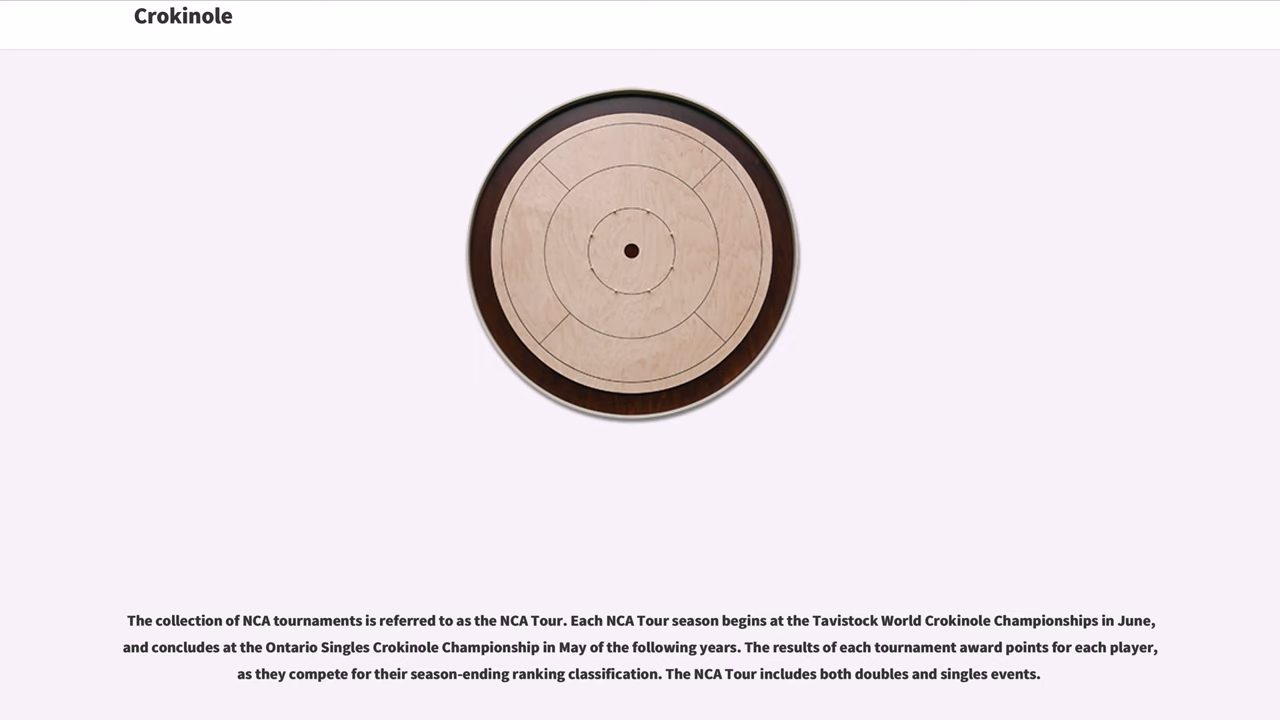 Crokinole
The collection of NCA tournaments is referred to as the NCA Tour. Each NCA Tour season begins at the Tavistock World Crokinole Championships in June,
and concludes at the Ontario Singles Crokinole Championship in May of the following years. The results of each tournament award points for each player,
as they compete for their season-ending ranking classification. The NCA Tour includes both doubles and singles events.